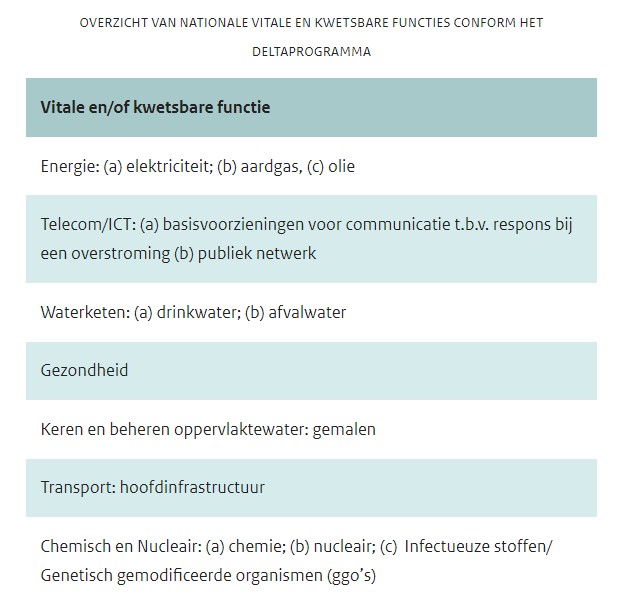 OVERZICHT VAN NATIONALE VITALE EN KWETSBARE FUNCTIES CONFORM HET
DELTAPROGRAMMA
Vitale en/of kwetsbare functie
Energie: (a) elektriciteit; (b) aardgas, (c) olie
Telecom/ICT: (a) basisvoorzieningen voor communicatie t.b.v. respons bij
een overstroming (b) publiek netwerk
Waterketen: (a) drinkwater; (b) afvalwater
Gezondheid
Keren en beheren oppervlaktewater: gemalen
Transport: hoofdinfrastructuur
Chemisch en Nucleair: (a) chemie; (b) nucleair; (c) Infectueuze stoffen/
Genetisch gemodificeerde organismen (ggo’s)